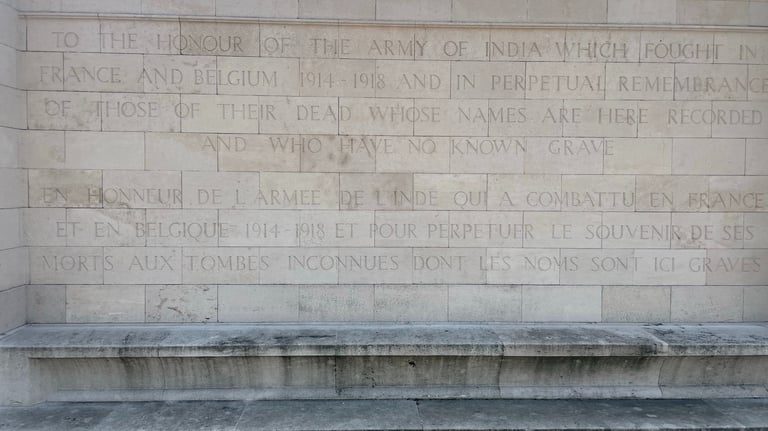 TO THE HONOUR OF THE ARMY OF INDIA WHICH FOUGHT IN
FRANCE AND BELGIUM 1914-1918 AND IN PERPETUAL REMEMBRANCE
OF THOSE OF THEIR DEAD WHOSE NAMES ARE HERE RECORDED
AND WHO HAVE NO KNOWN GRAVE
EN HONNEUR DE L'ARMEE DE L'INDE QUI A COMBATTU EN FRANCE
ET EN BELGIQUE 1914-1918 ET POUR PERPETUER LE SOUVENIR DE SES
MORTS AUX TOMBES INCONNUES DONT LES NOMS SONT ICI GRAVES